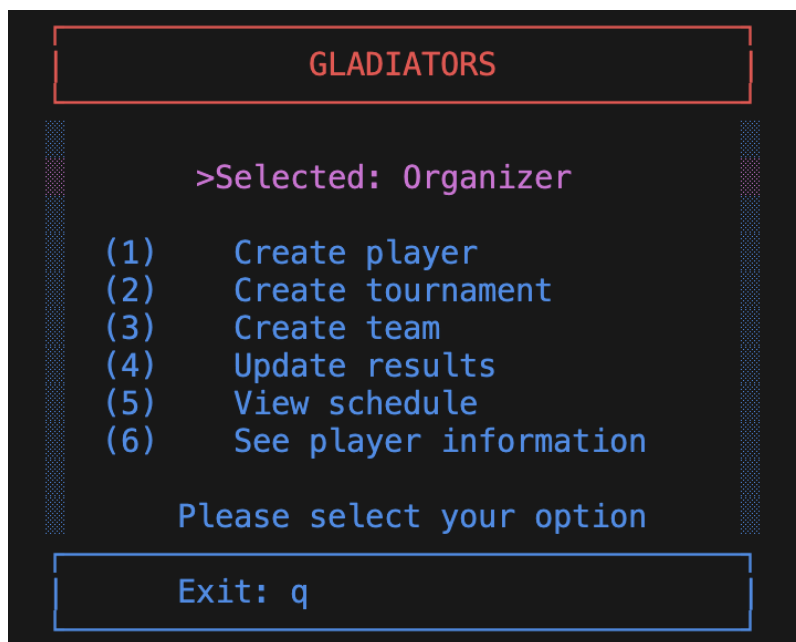 GLADIATORS
>Selected: Organizer
(1) Create player
(2) Create tournament
(3) Create team
(4) Update results
(5) View schedule
(6) See player information
Please select your option
Exit: q